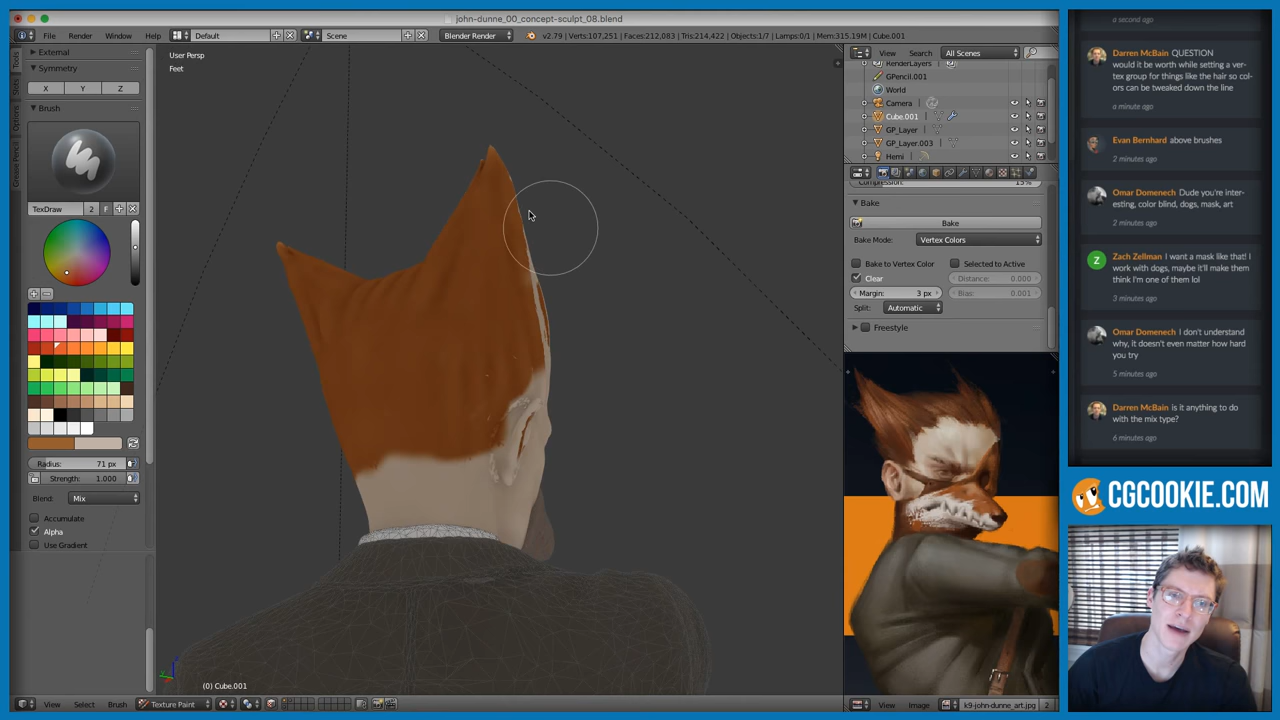 john-dunne_00_concept-sculpt_08.blend
File Render Window Help
Default
Scene
Blender Render
v2.79 | Verts:107,251 | Faces:212,083 | Tris:214,422 | Objects:1/7 | Lamps:0/1 | Mem:315.19M | Cube.001
External
Symmetry
X Y Z
Brush
TexDraw 2 F
Radius: 71 px
Strength: 1.000
Blend: Mix
Accumulate
Alpha
Use Gradient
Tools
Slots
Options
Grease Pencil
User Persp
Feet
(0) Cube.001
View Select Brush Texture Paint
View Search All Scenes
RenderLayers
GPencil.001
World
Camera
Cube.001
GP_Layer
GP_Layer.003
Hemi
Compression: 15%
Bake
Bake
Bake Mode: Vertex Colors
Bake to Vertex Color
Selected to Active
Clear
Distance: 0.000
Margin: 3 px
Bias: 0.001
Split: Automatic
Freestyle
View Image k9-john-dunne_art.jpg 2
a second ago
Darren McBain QUESTION
would it be worth while setting a ver-
tex group for things like the hair so col-
ors can be tweaked down the line
a minute ago
Evan Bernhard above brushes
2 minutes ago
Omar Domenech Dude you're inter-
esting, color blind, dogs, mask, art
2 minutes ago
Z
Zach Zellman I want a mask like that! I
work with dogs, maybe it'll make them
think I'm one of them lol
3 minutes ago
Omar Domenech I don't understand
why, it doesn't even matter how hard
you try
5 minutes ago
Darren McBain is it anything to do
with the mix type?
6 minutes ago
CGCOOKIE.COM